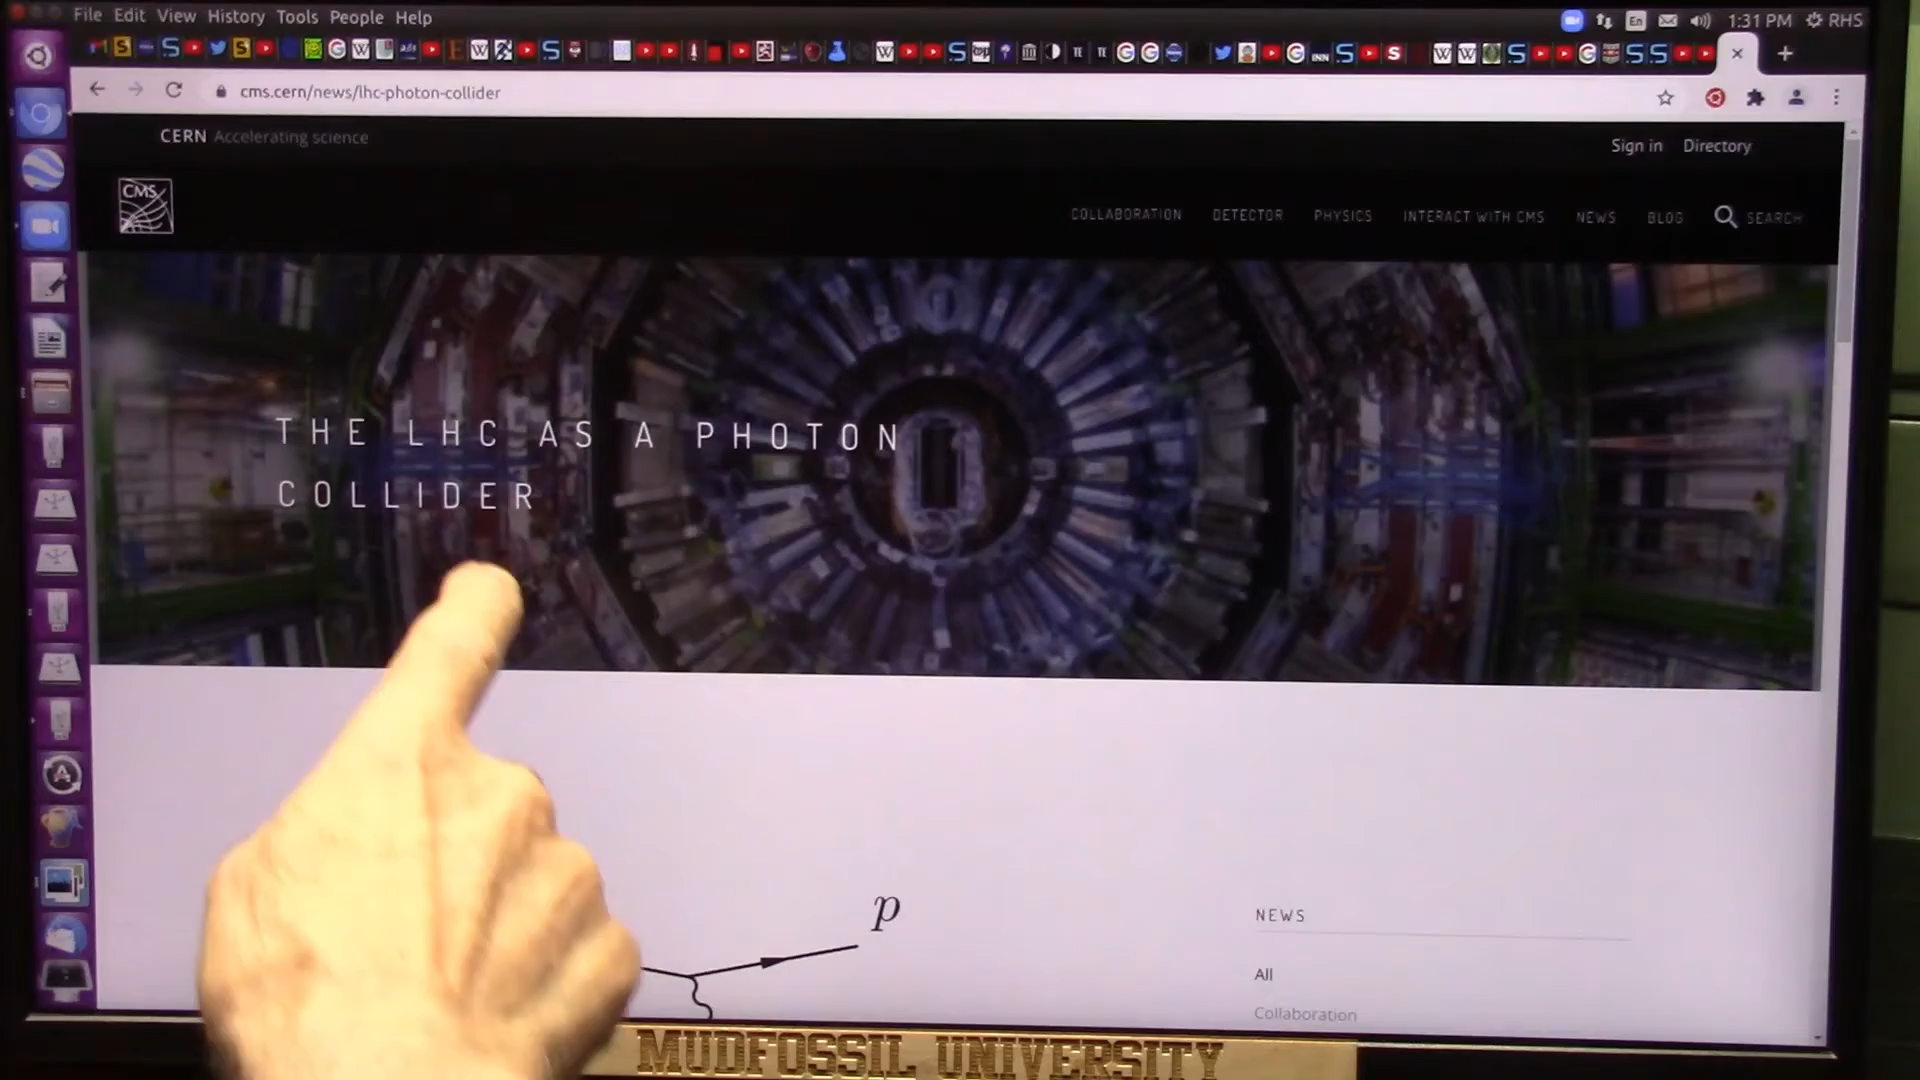 File Edit View History Tools People Help
En 1:31 PM RHS
cms.cern/news/lhc-photon-collider
CERN Accelerating science
Sign in Directory
CMS
COLLABORATION DETECTOR PHYSICS INTERACT WITH CMS NEWS BLOG SEARCH
THE LHC AS A PHOTON
COLLIDER
p
NEWS
All
Collaboration
MUDFOSSIL UNIVERSITY